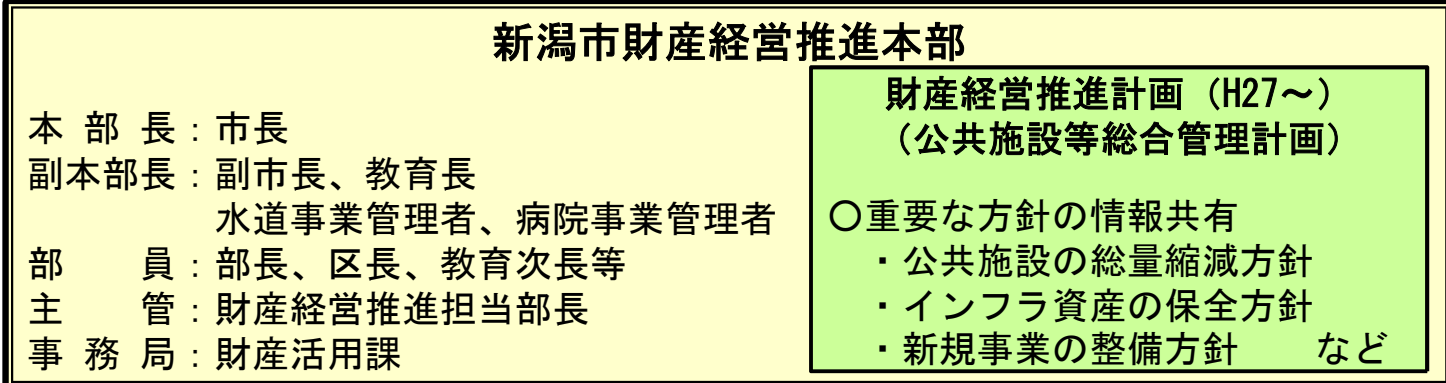 新潟市財産経営推進本部
本 部 長：市長
副本部長：副市長、教育長
水道事業管理者、病院事業管理者
部　　員：部長、区長、教育次長等
主　　管：財産経営推進担当部長
事 務 局：財産活用課
財産経営推進計画（H27～）
（公共施設等総合管理計画）
○重要な方針の情報共有
・公共施設の総量縮減方針
・インフラ資産の保全方針
・新規事業の整備方針　　など